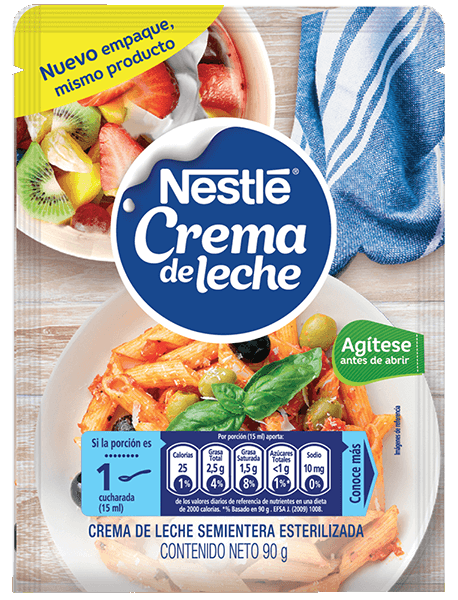 Nuevo empaque,
mismo producto
Nestlé®
Crema
de leche
Agítese
antes de abrir
Imágenes de referencia
Si la porción es
1
cucharada
(15 ml)
Por porción (15 ml) aporta:
Calorías 25 1%
Grasa Total 2,5 g 4%
Grasa Saturada 1,5 g 8%
Azúcares Totales <1 g 1%*
Sodio 10 mg 0%
de los valores diarios de referencia de nutrientes en una dieta
de 2000 calorías. *% Basado en 90 g. EFSA J. (2009) 1008.
Conoce más
CREMA DE LECHE SEMIENTERA ESTERILIZADA
CONTENIDO NETO 90 g